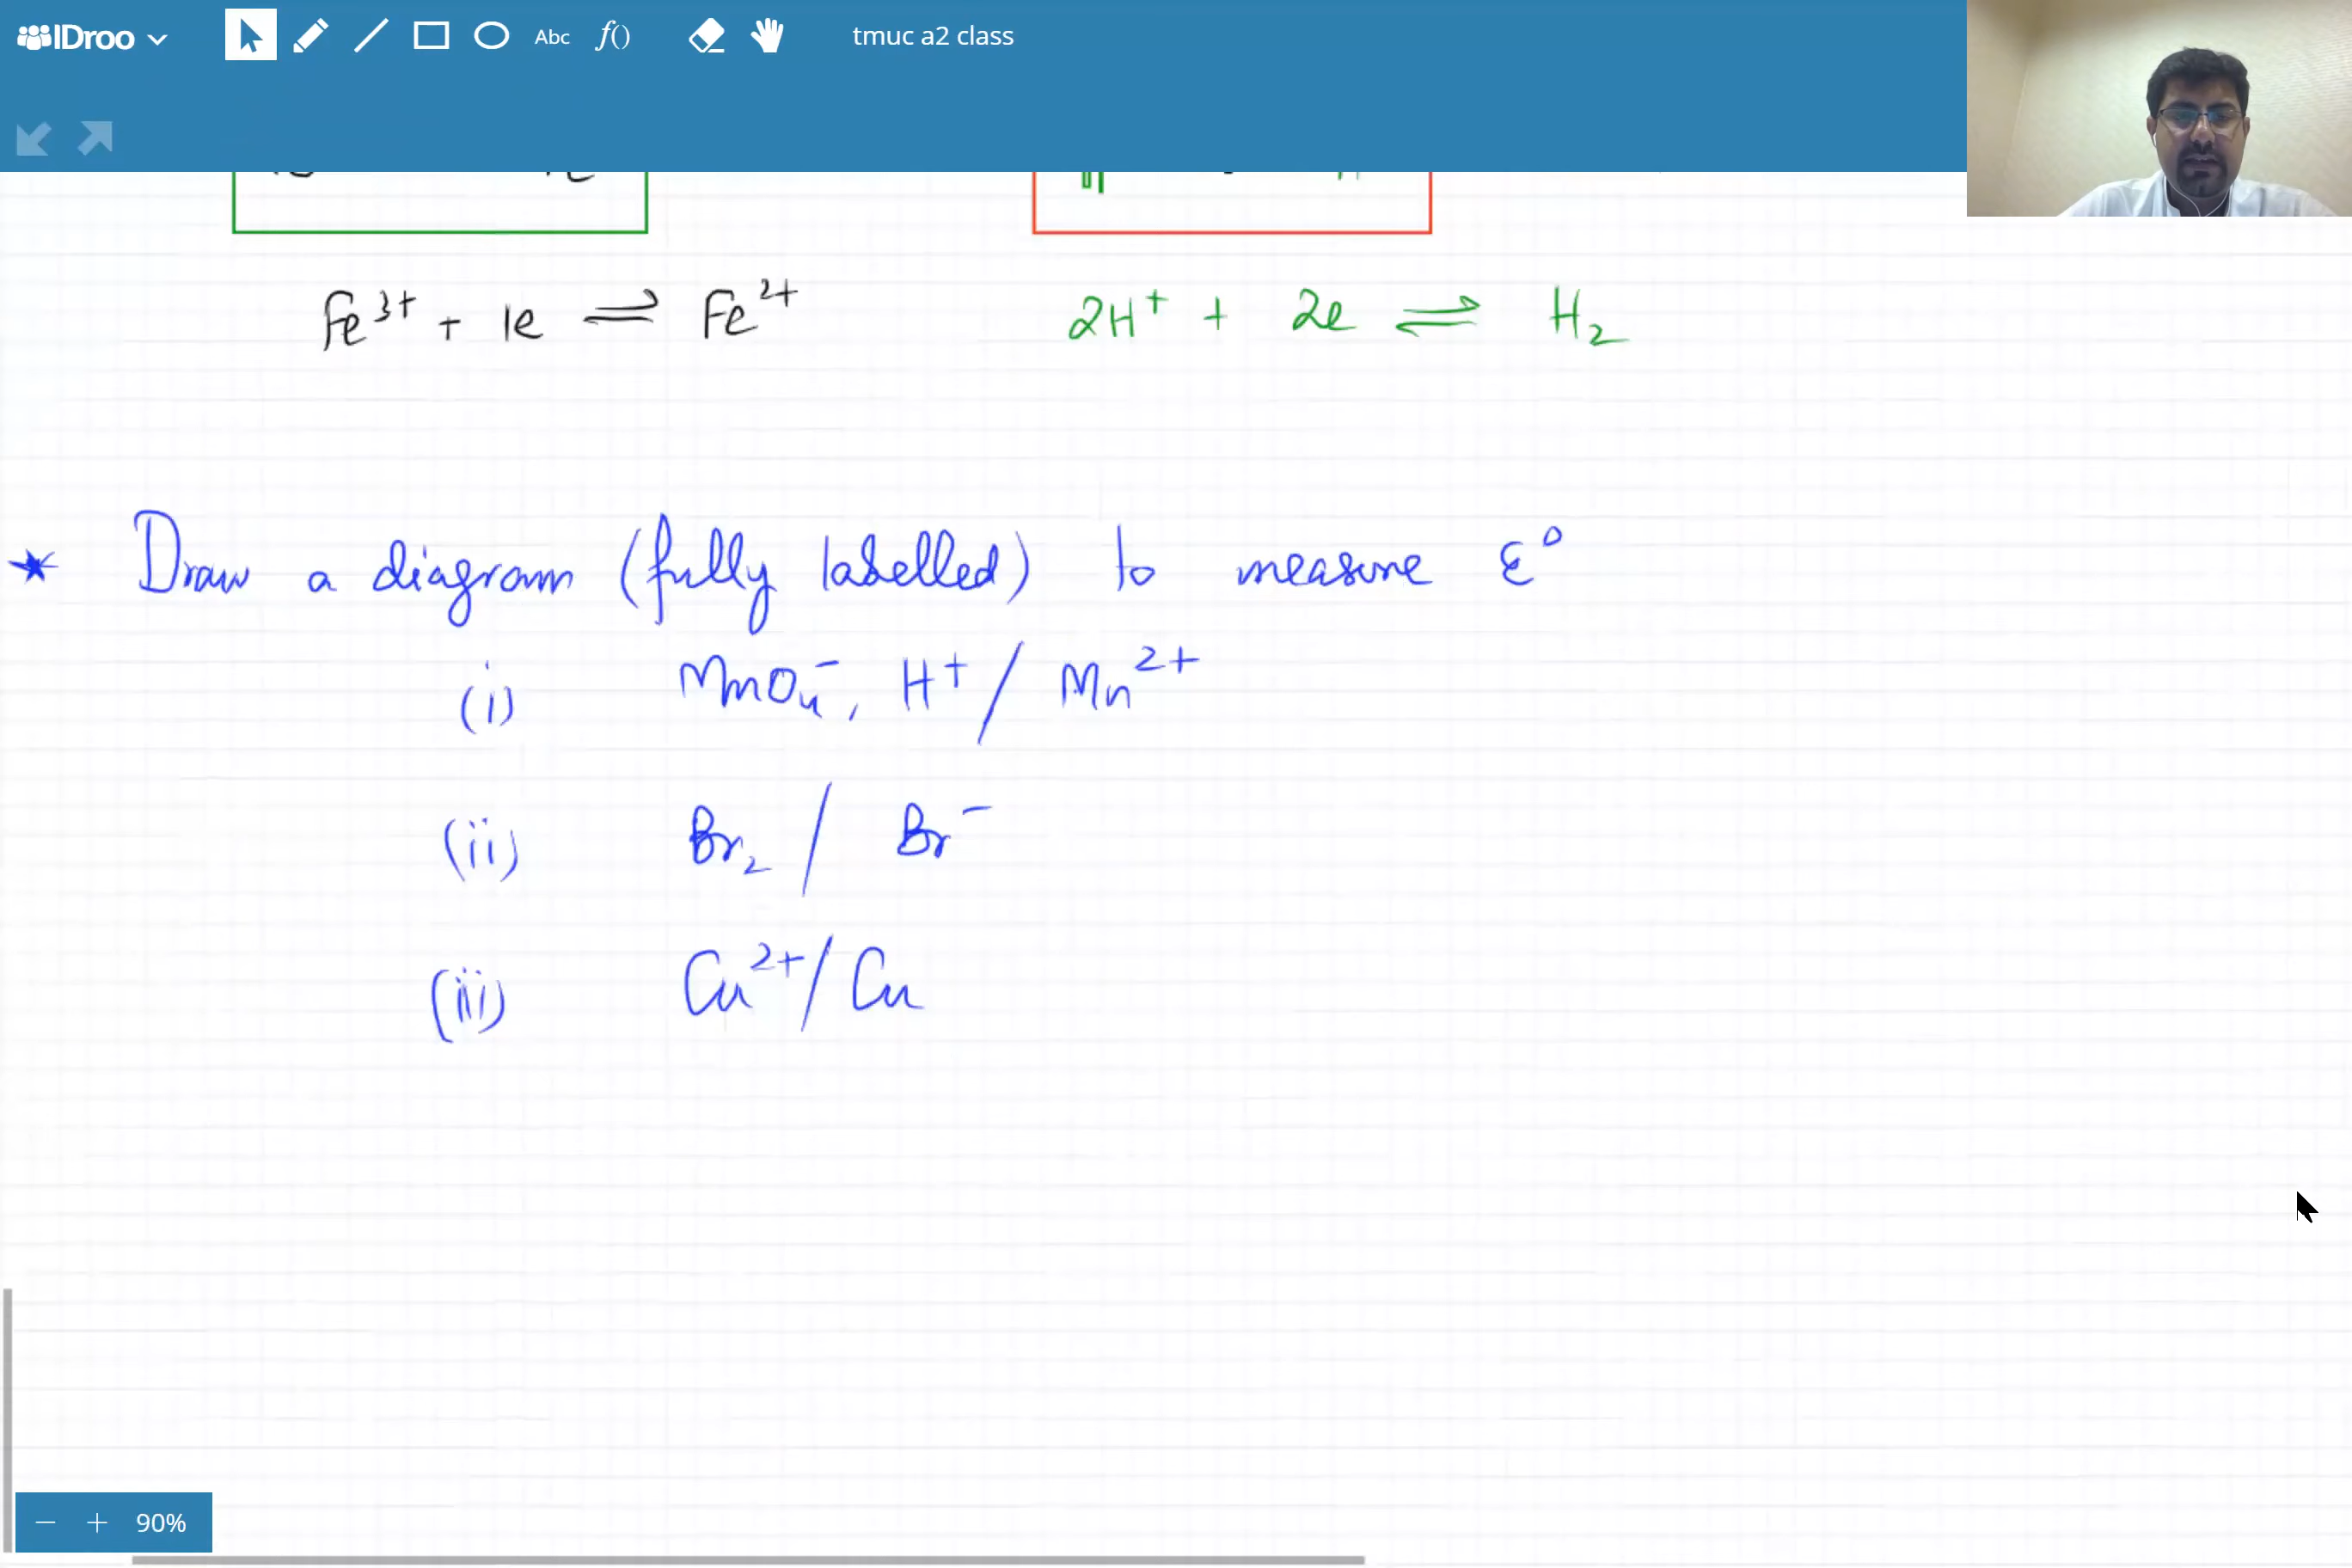 IDroo
Abc f() tmuc a2 class
Fe³⁺ + 1e ⇌ Fe²⁺ 2H⁺ + 2e ⇌ H₂
★ Draw a diagram (fully labelled) to measure ε°
(i) MnO₄⁻, H⁺ / Mn²⁺
(ii) Br₂ / Br⁻
(iii) Cu²⁺ / Cu
− + 90%